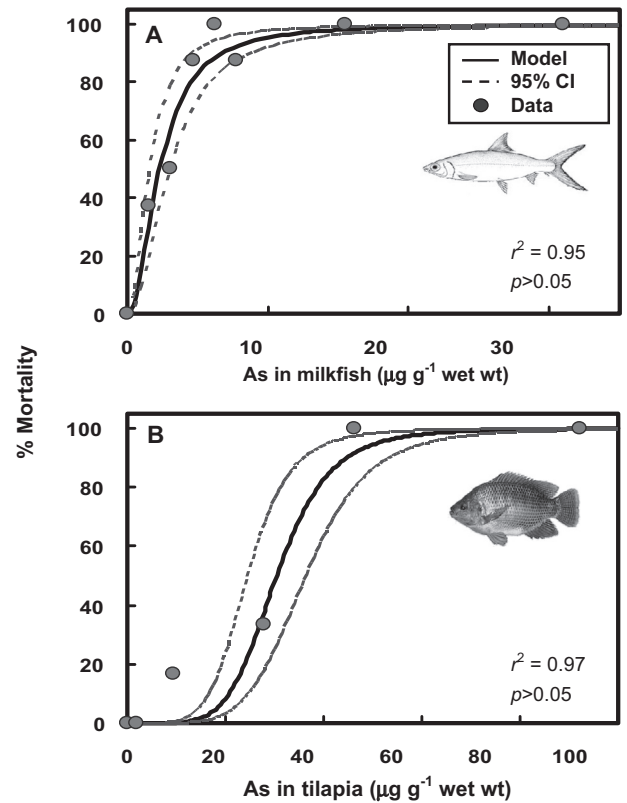 A
100
80
60
40
20
0
Model
95% CI
Data
r² = 0.95
p>0.05
0 10 20 30
As in milkfish (μg g⁻¹ wet wt)
% Mortality
B
100
80
60
40
20
0
r² = 0.97
p>0.05
0 20 40 60 80 100
As in tilapia (μg g⁻¹ wet wt)